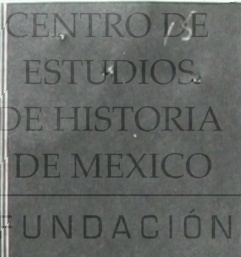 CENTRO DE
ESTUDIOS
DE HISTORIA
DE MEXICO
FUNDACIÓN